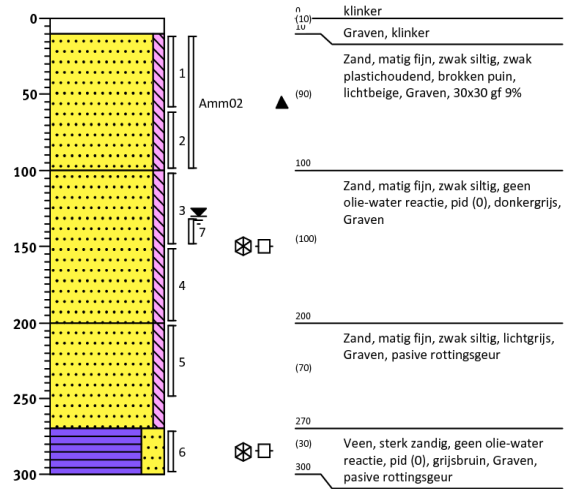 0
50
100
150
200
250
300
1
2
3
7
4
5
6
Amm02
0
klinker
(10)
10
Graven, klinker
Zand, matig fijn, zwak siltig, zwak
plastichoudend, brokken puin,
lichtbeige, Graven, 30x30 gf 9%
(90)
100
Zand, matig fijn, zwak siltig, geen
olie-water reactie, pid (0), donkergrijs,
Graven
(100)
200
Zand, matig fijn, zwak siltig, lichtgrijs,
Graven, pasive rottingsgeur
(70)
270
(30)
Veen, sterk zandig, geen olie-water
reactie, pid (0), grijsbruin, Graven,
pasive rottingsgeur
300